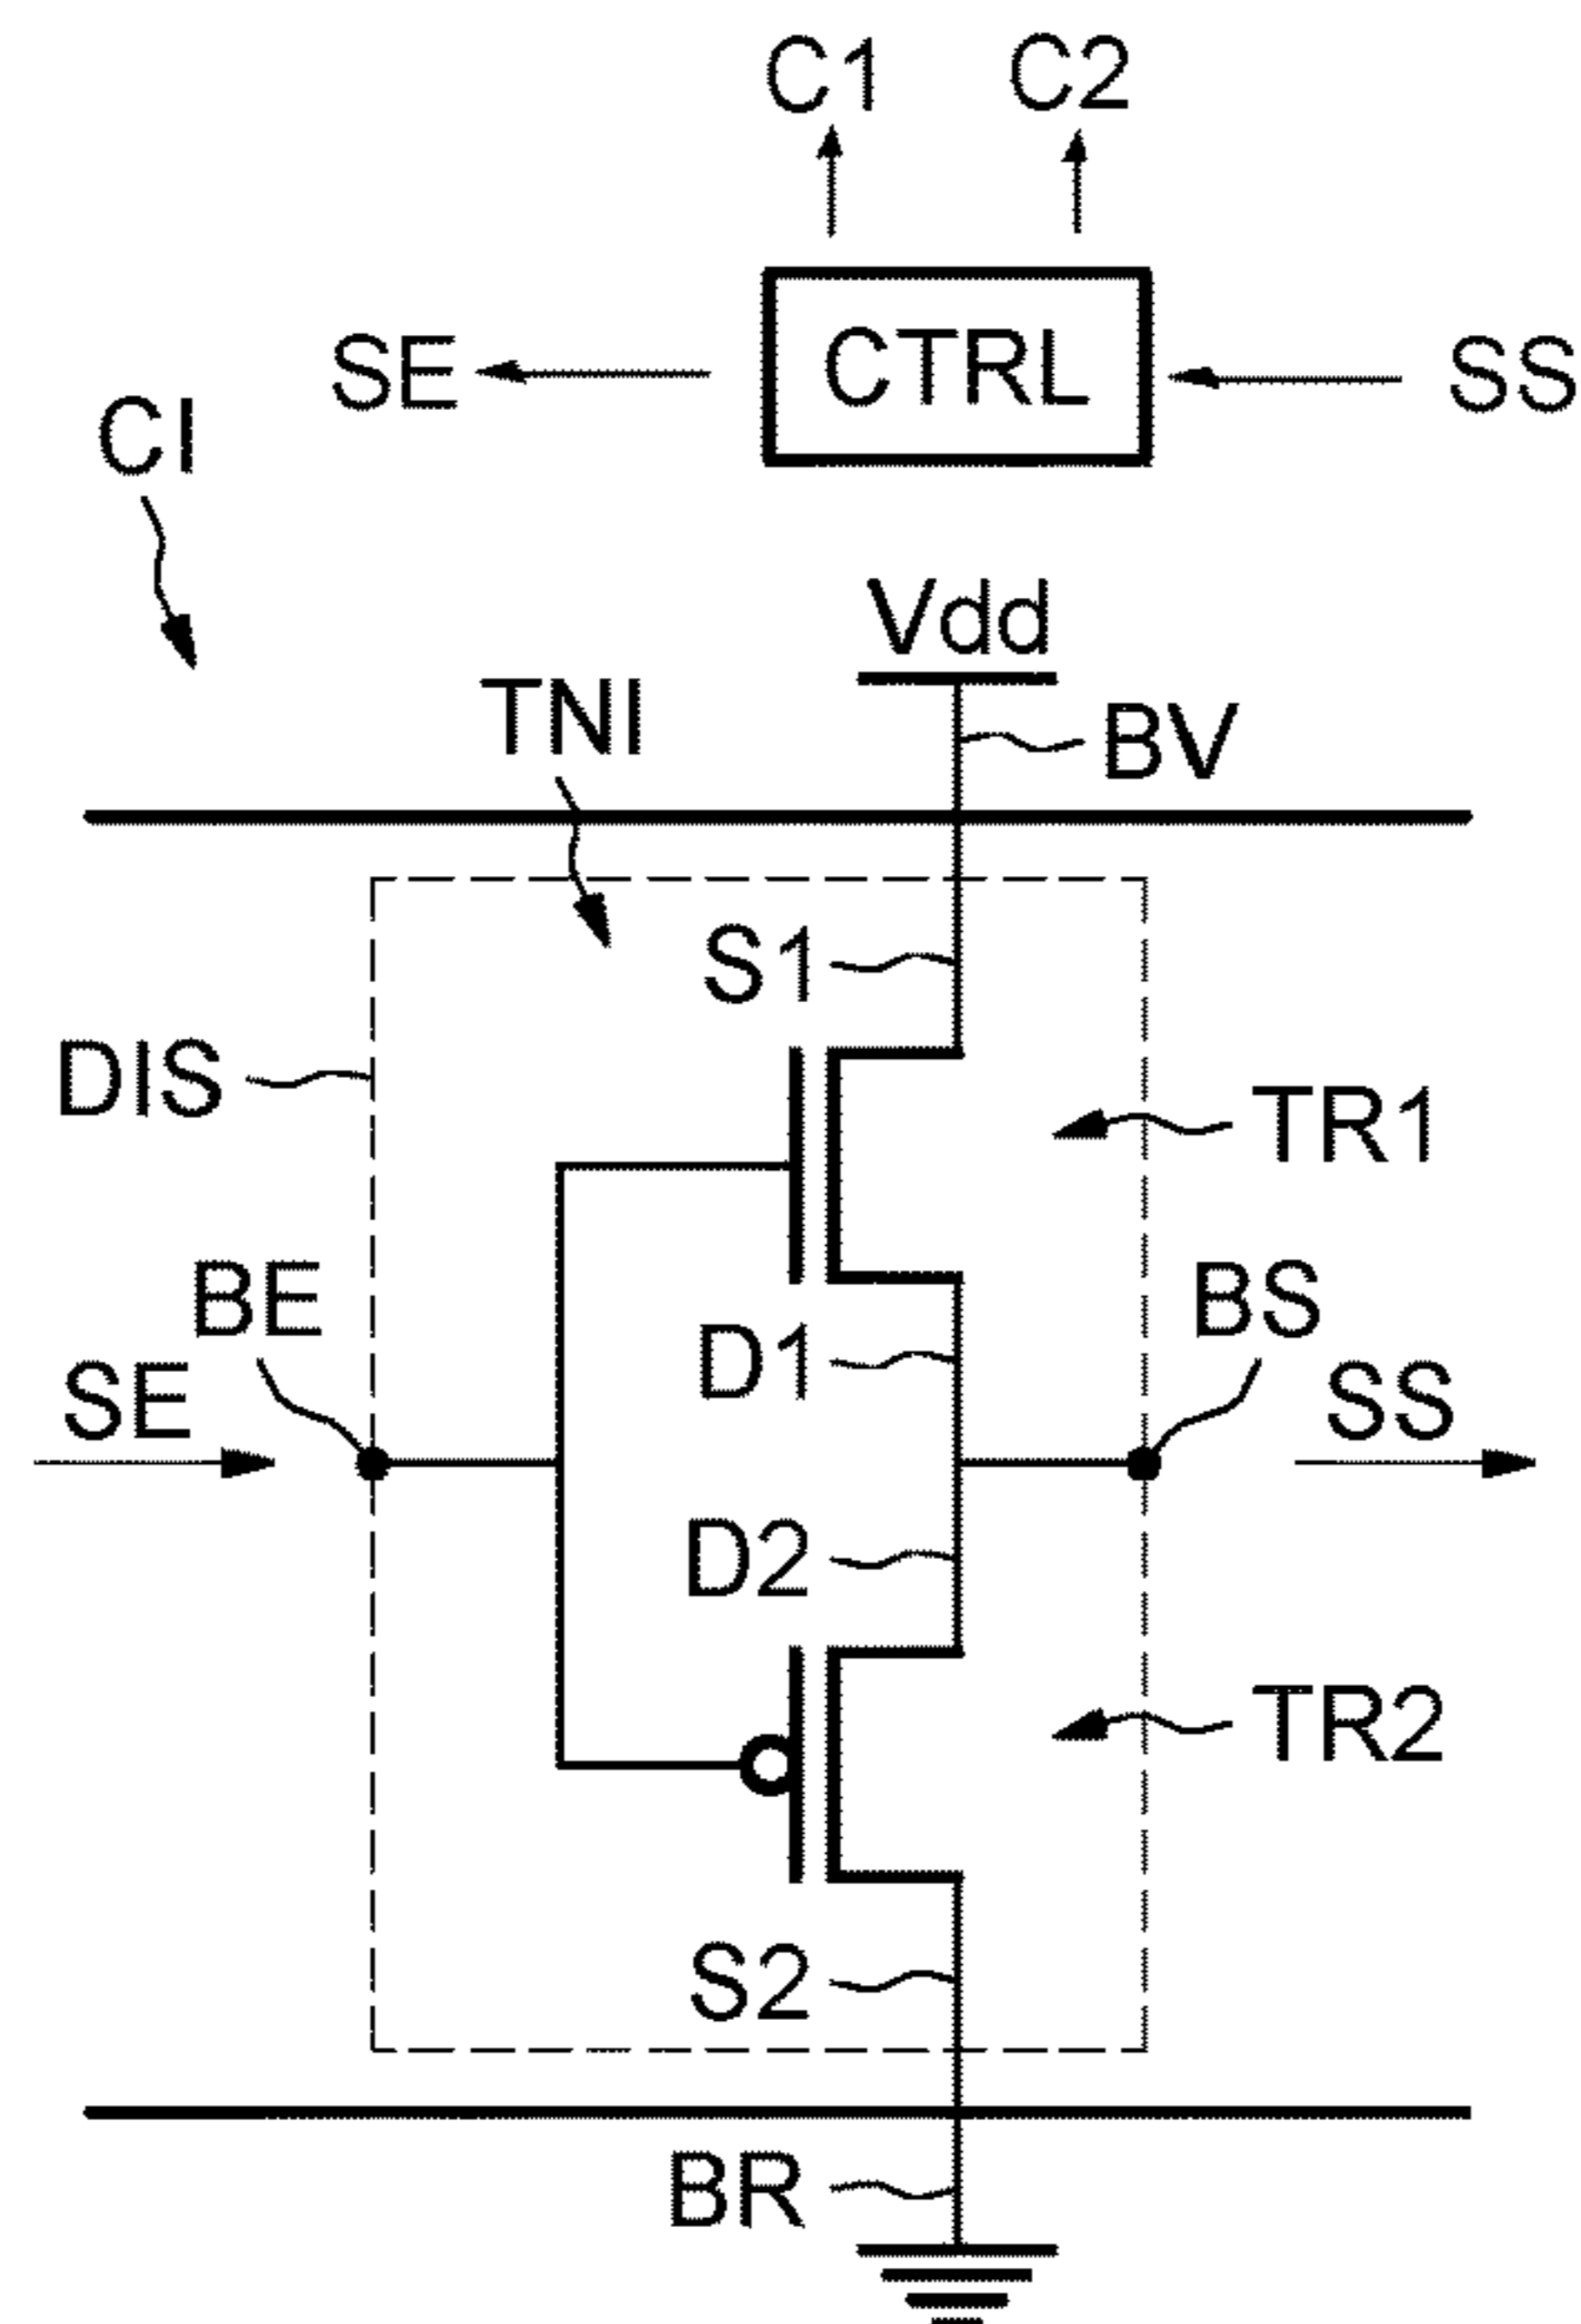 C1 C2
SE CTRL SS
CI
Vdd
TNI BV
S1
DIS TR1
BE BS
D1
SE SS
D2
TR2
S2
BR